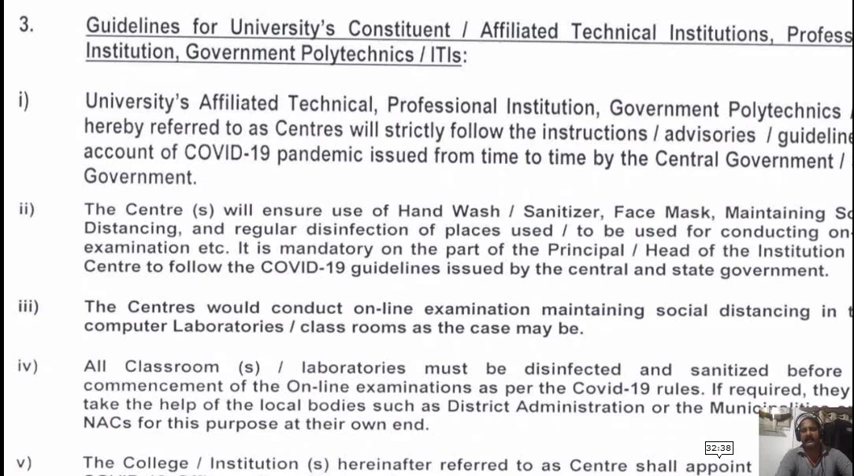 3. Guidelines for University's Constituent / Affiliated Technical Institutions, Profess
Institution, Government Polytechnics / ITIs:
i) University's Affiliated Technical, Professional Institution, Government Polytechnics /
hereby referred to as Centres will strictly follow the instructions / advisories / guideline
account of COVID-19 pandemic issued from time to time by the Central Government /
Government.
ii) The Centre (s) will ensure use of Hand Wash / Sanitizer, Face Mask, Maintaining So
Distancing, and regular disinfection of places used / to be used for conducting on-
examination etc. It is mandatory on the part of the Principal / Head of the Institution
Centre to follow the COVID-19 guidelines issued by the central and state government.
iii) The Centres would conduct on-line examination maintaining social distancing in t
computer Laboratories / class rooms as the case may be.
iv) All Classroom (s) / laboratories must be disinfected and sanitized before
commencement of the On-line examinations as per the Covid-19 rules. If required, they
take the help of the local bodies such as District Administration or the
NACs for this purpose at their own end.
32:38
v) The College / Institution (s) hereinafter referred to as Centre shall appoint